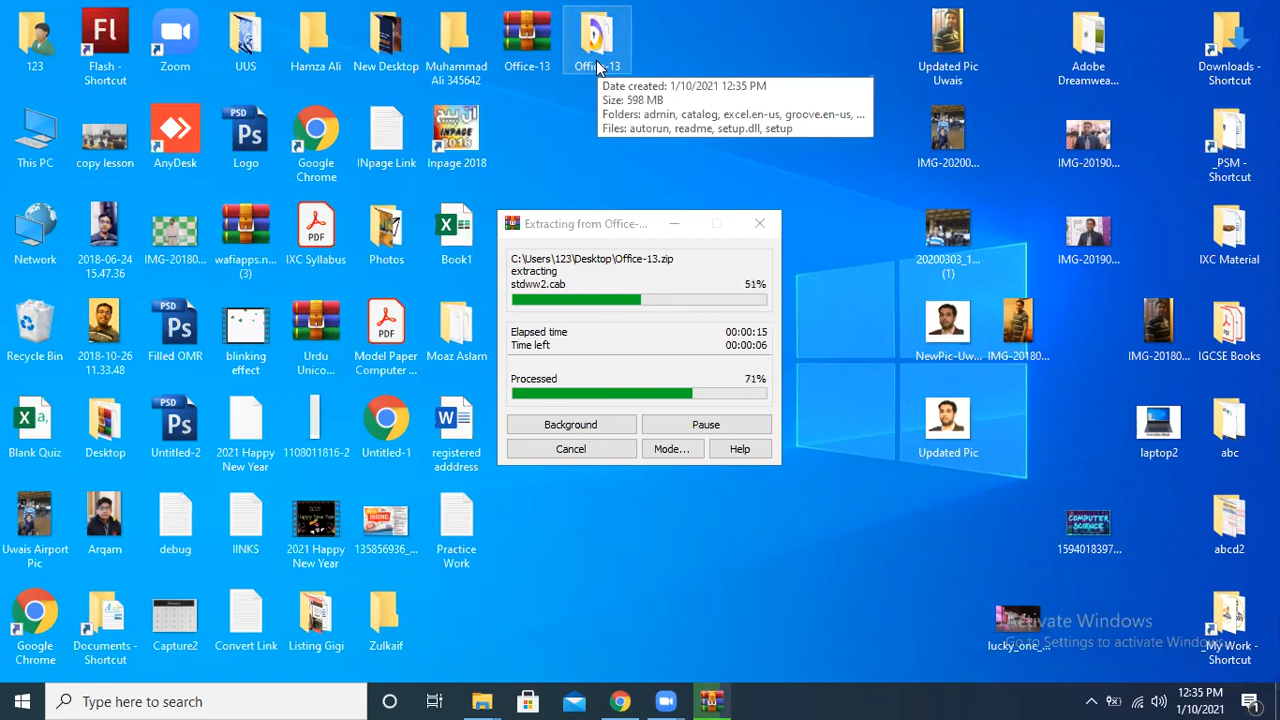 123
Flash -
Shortcut
Zoom
UUS
Hamza Ali
New Desktop
Muhammad
Ali 345642
Office-13
Updated Pic
Uwais
Adobe
Dreamwea...
Downloads -
Shortcut
Date created: 1/10/2021 12:35 PM
Size: 598 MB
Folders: admin, catalog, excel.en-us, groove.en-us, ...
Files: autorun, readme, setup.dll, setup
This PC
copy lesson
AnyDesk
Logo
Google
Chrome
INpage Link
Inpage 2018
IMG-20200...
IMG-20190...
_PSM -
Shortcut
Network
2018-06-24
15.47.36
IMG-20180...
wafiapps.n...
(3)
IXC Syllabus
Photos
Book1
20200303_1...
(1)
IMG-20190...
IXC Material
Extracting from Office-...
C:\Users\123\Desktop\Office-13.zip
extracting
stdww2.cab 51%
Elapsed time 00:00:15
Time left 00:00:06
Processed 71%
Background
Pause
Cancel
Mode...
Help
Recycle Bin
2018-10-26
11.33.48
Filled OMR
blinking
effect
Urdu
Unico...
Model Paper
Computer ...
Moaz Aslam
NewPic-Uw...
IMG-20180...
IMG-20180...
IGCSE Books
Blank Quiz
Desktop
Untitled-2
2021 Happy
New Year
1108011816-2
Untitled-1
registered
adddress
Updated Pic
laptop2
abc
Uwais Airport
Pic
Arqam
debug
lINKS
2021 Happy
New Year
135856936_...
Practice
Work
COMPUTER
SCIENCE
1594018397...
abcd2
Google
Chrome
Documents -
Shortcut
Capture2
Convert Link
Listing Gigi
Zulkaif
lucky_one_...
_My Work -
Shortcut
Activate Windows
Go to Settings to activate Windows.
Type here to search
12:35 PM
1/10/2021